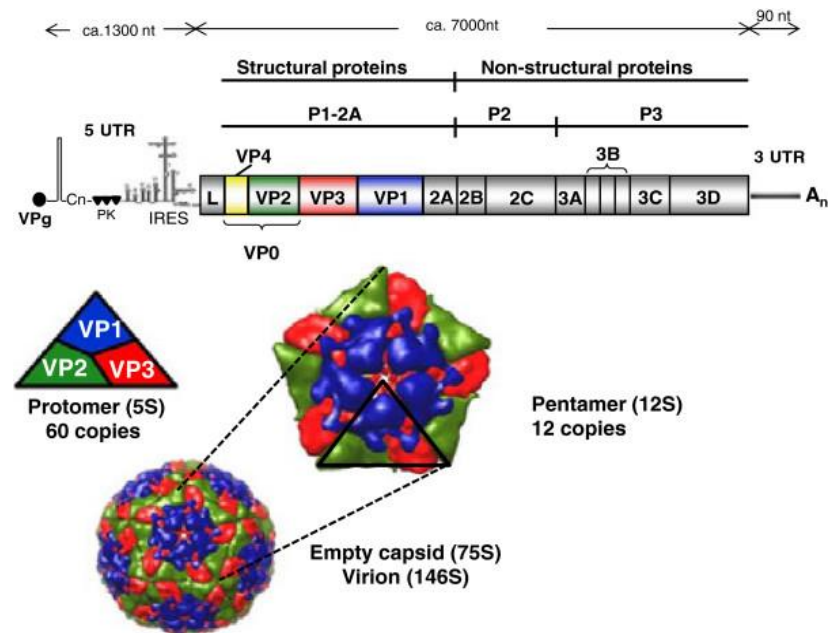 ca.1300 nt
ca. 7000nt
90 nt
Structural proteins
Non-structural proteins
P1-2A
P2
P3
5 UTR
VP4
3B
3 UTR
VPg
Cn
PK
IRES
L
VP2
VP3
VP1
2A
2B
2C
3A
3C
3D
An
VP0
VP1
VP2
VP3
Protomer (5S)
60 copies
Pentamer (12S)
12 copies
Empty capsid (75S)
Virion (146S)